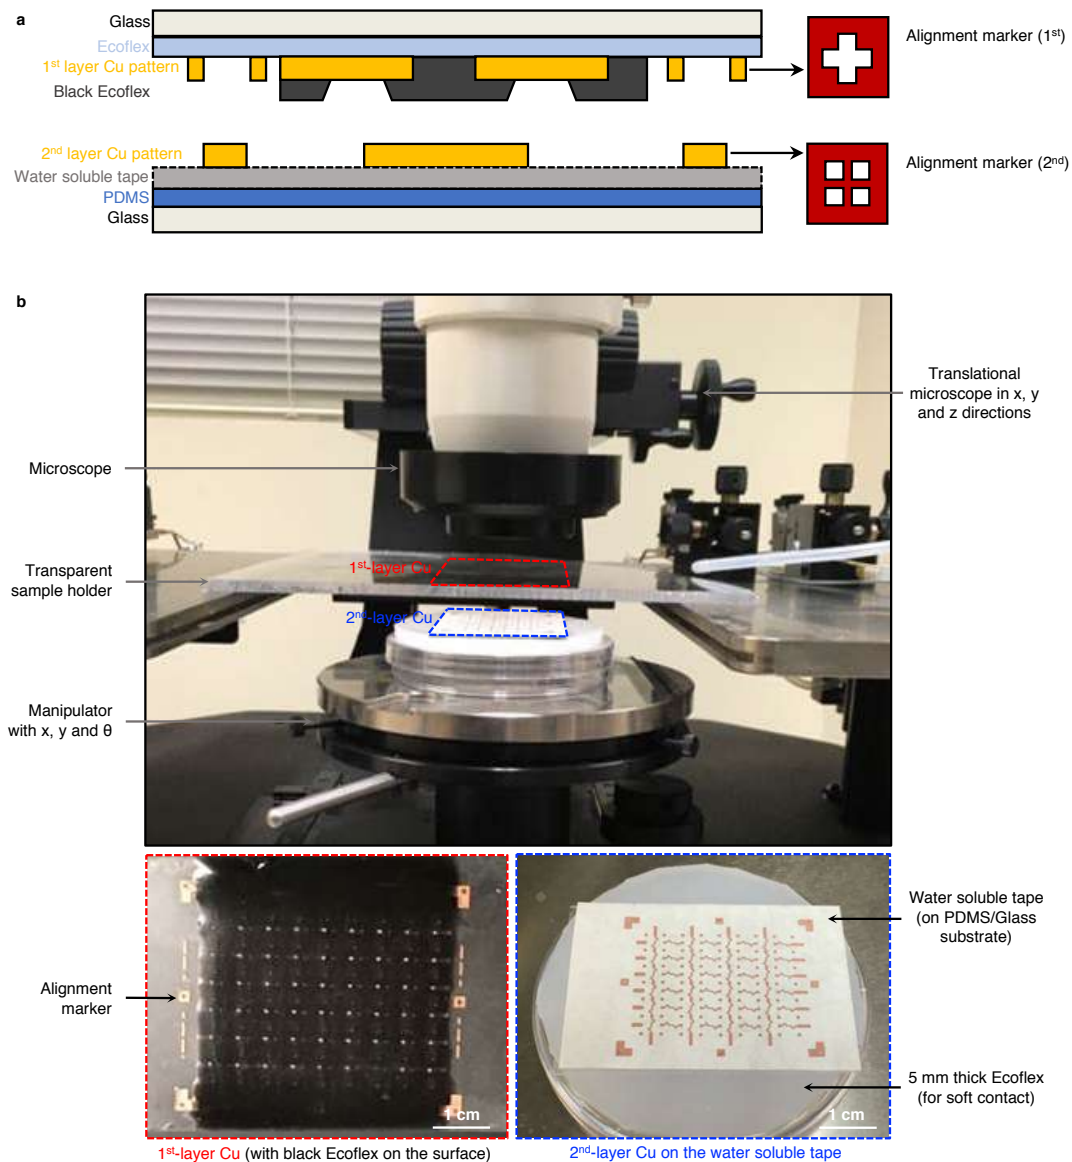 a
Glass
Ecoflex
1st layer Cu pattern
Black Ecoflex
Alignment marker (1st)
2nd layer Cu pattern
Water soluble tape
PDMS
Glass
Alignment marker (2nd)
b
Translational
microscope in x, y
and z directions
Microscope
1st-layer Cu
Transparent
sample holder
2nd-layer Cu
Manipulator
with x, y and θ
Water soluble tape
(on PDMS/Glass
substrate)
Alignment
marker
5 mm thick Ecoflex
(for soft contact)
1 cm
1 cm
1st-layer Cu (with black Ecoflex on the surface)
2nd-layer Cu on the water soluble tape